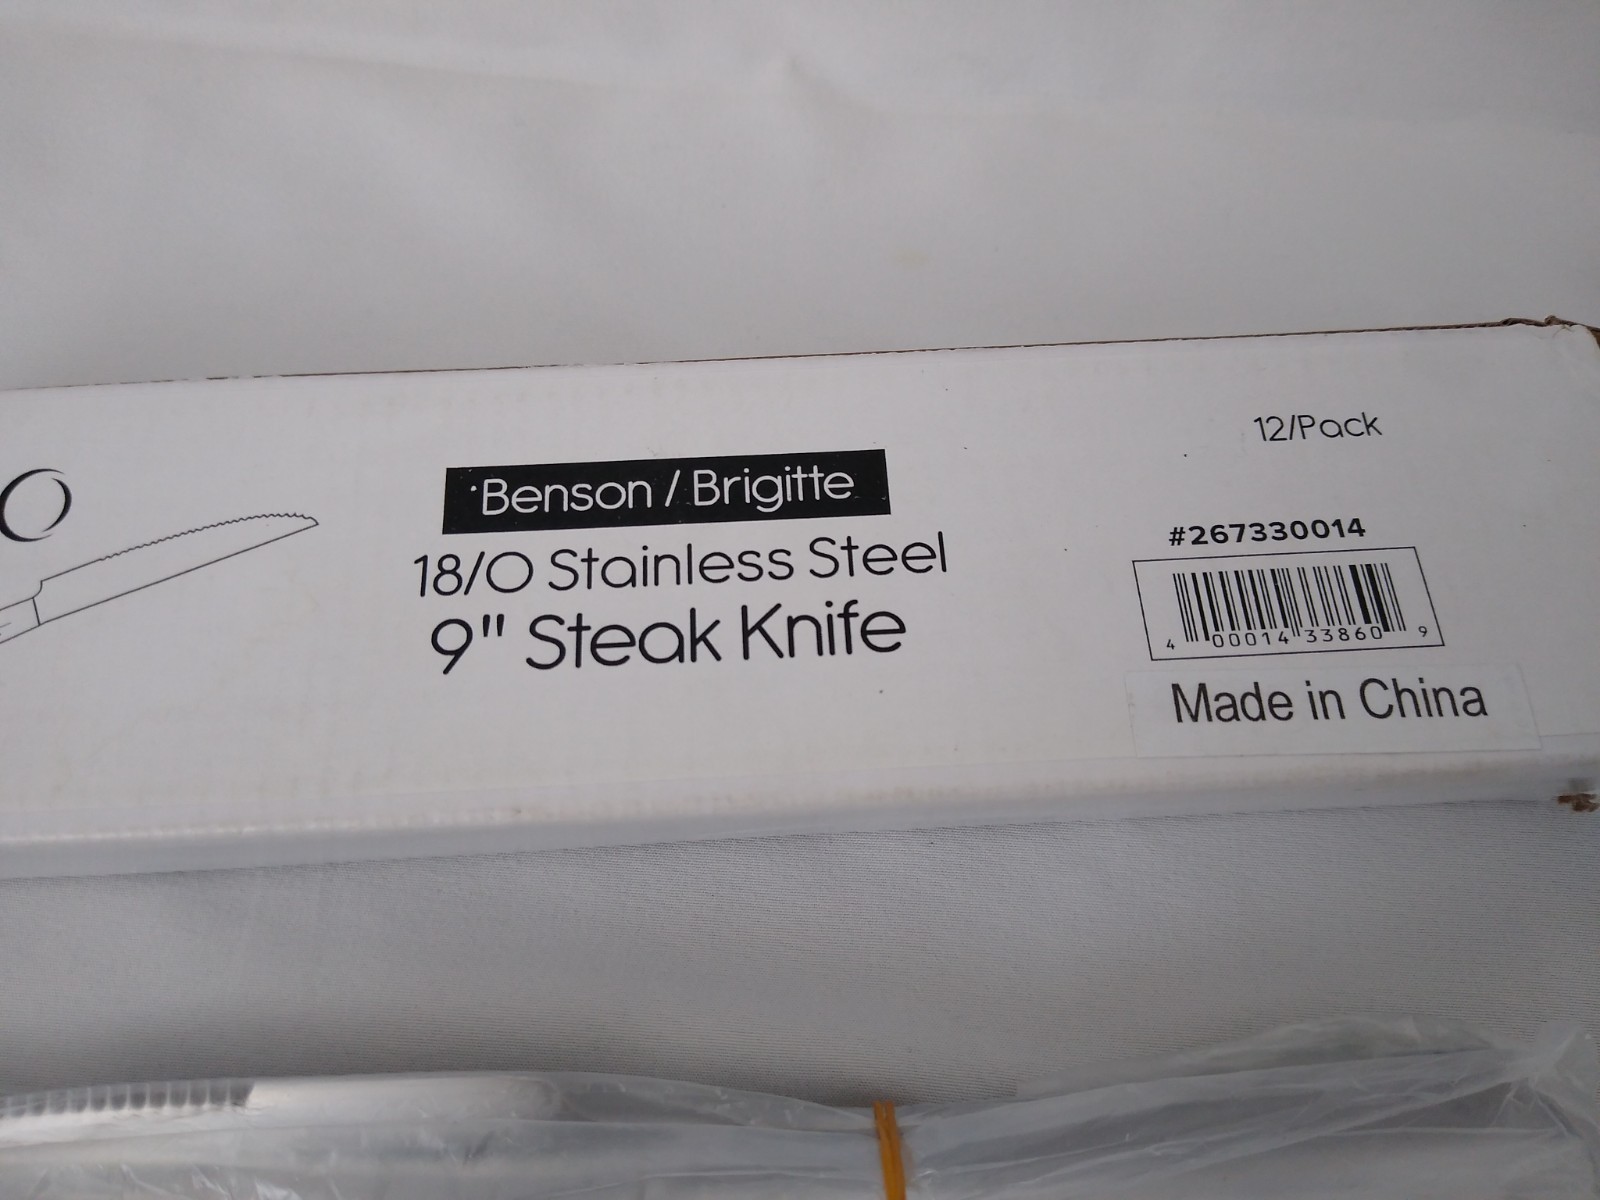 12/Pack
Benson / Brigitte
18/0 Stainless Steel
9" Steak Knife
#267330014
4 00014 33860 9
Made in China